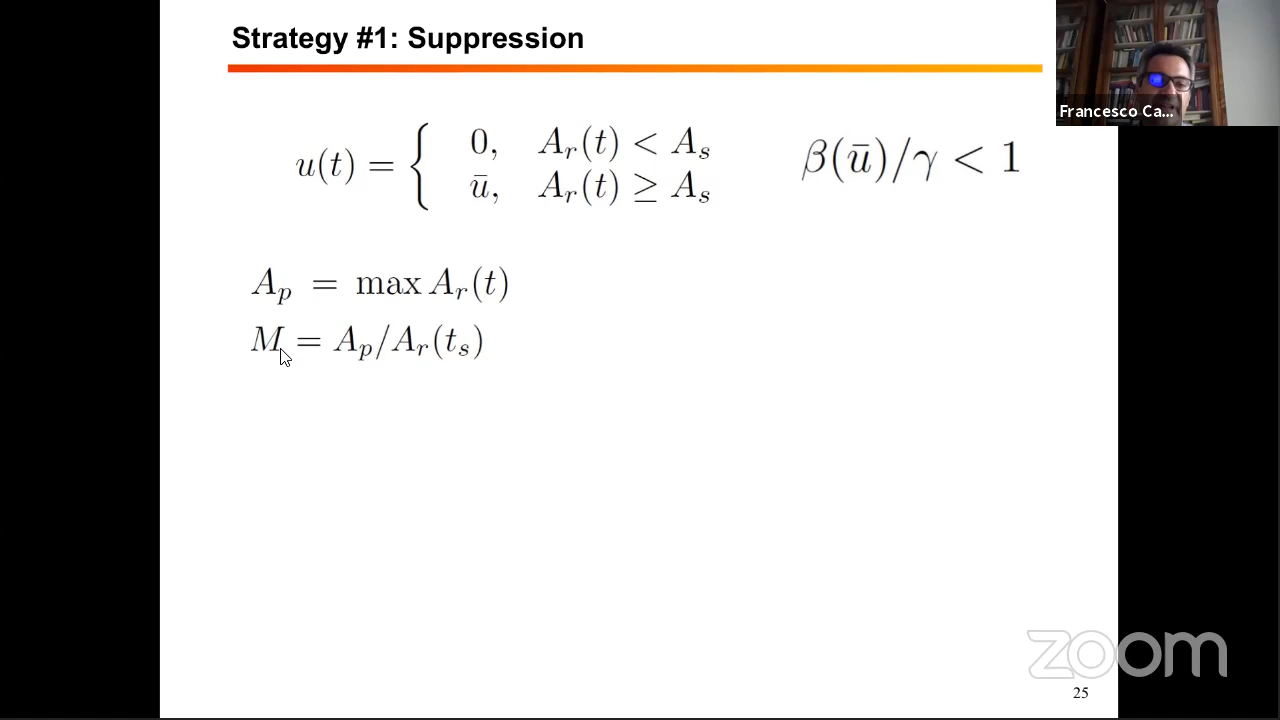 Strategy #1: Suppression
Francesco Ca...
u(t) = { 0, A_r(t) < A_s
ū, A_r(t) ≥ A_s
β(ū)/γ < 1
A_p = max A_r(t)
M = A_p/A_r(t_s)
zoom
25